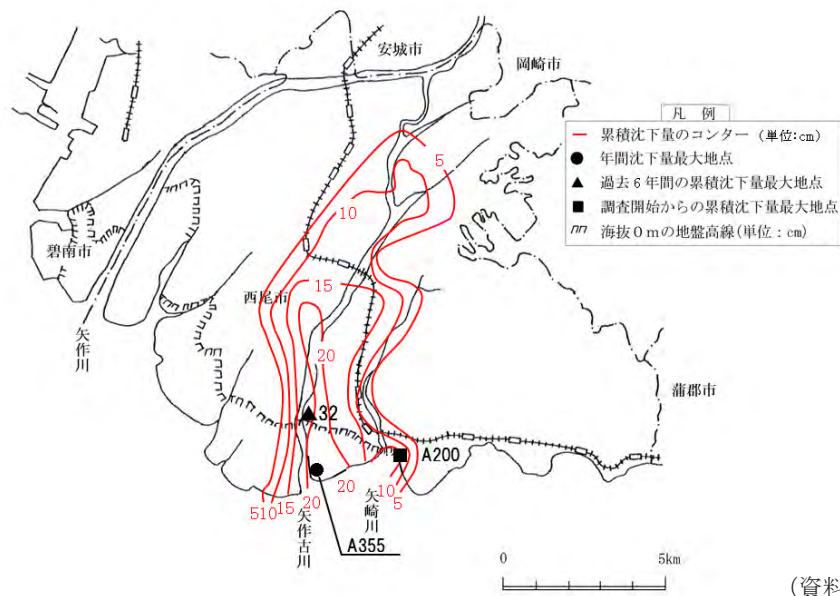 安城市
岡崎市
凡 例
累積沈下量のコンター (単位:cm)
年間沈下量最大地点
過去6年間の累積沈下量最大地点
調査開始からの累積沈下量最大地点
海抜0mの地盤高線(単位：cm)
5
10
碧南市
西尾市
15
矢作川
20
蒲郡市
32
A200
5
10
15
20
20
10
5
矢作古川
矢崎川
A355
0
5km
(資料